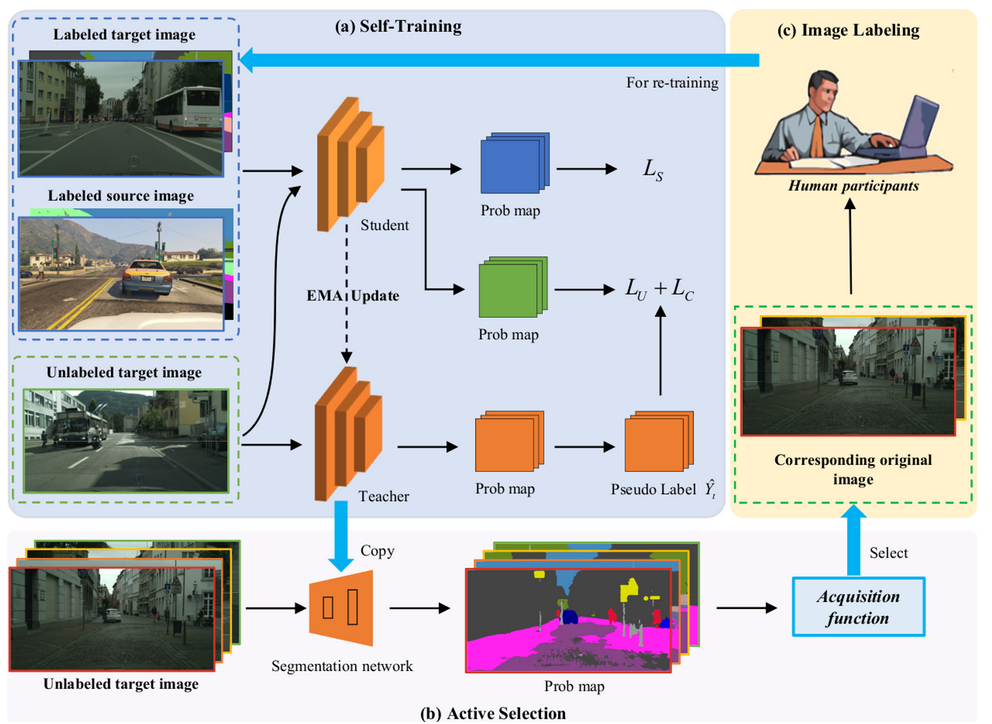 (a) Self-Training
(c) Image Labeling
Labeled target image
For re-training
Human participants
Labeled source image
Student
Prob map
L_S
EMA Update
Prob map
L_U + L_C
Unlabeled target image
Teacher
Prob map
Pseudo Label Ŷ_t
Corresponding original
image
Copy
Select
Segmentation network
Acquisition
function
Unlabeled target image
Prob map
(b) Active Selection